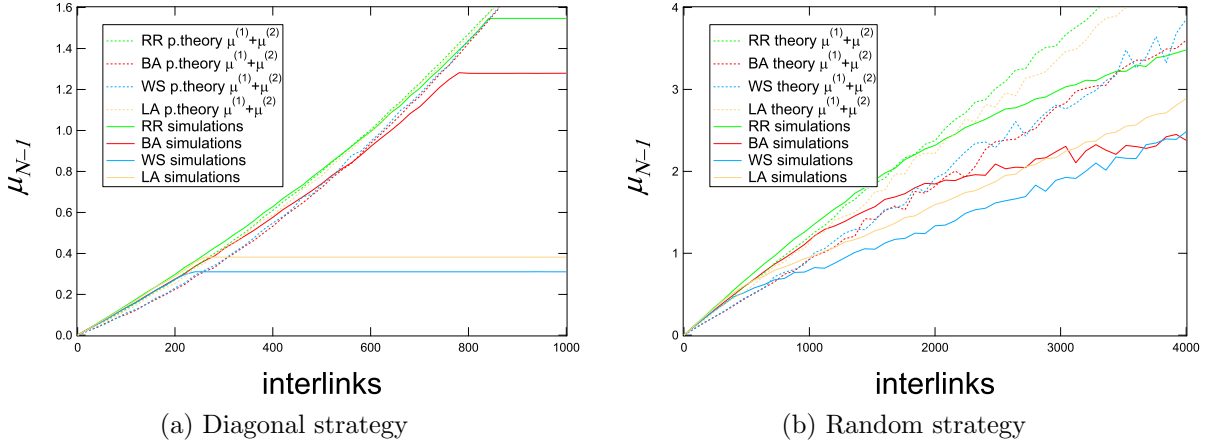 1.6
1.4
1.2
1.0
0.8
0.6
0.4
0.2
0.0
μN−1
RR p.theory μ(1)+μ(2)
BA p.theory μ(1)+μ(2)
WS p.theory μ(1)+μ(2)
LA p.theory μ(1)+μ(2)
RR simulations
BA simulations
WS simulations
LA simulations
0 200 400 600 800 1000
interlinks
(a) Diagonal strategy
4
3
2
1
0
μN−1
RR theory μ(1)+μ(2)
BA theory μ(1)+μ(2)
WS theory μ(1)+μ(2)
LA theory μ(1)+μ(2)
RR simulations
BA simulations
WS simulations
LA simulations
0 1000 2000 3000 4000
interlinks
(b) Random strategy